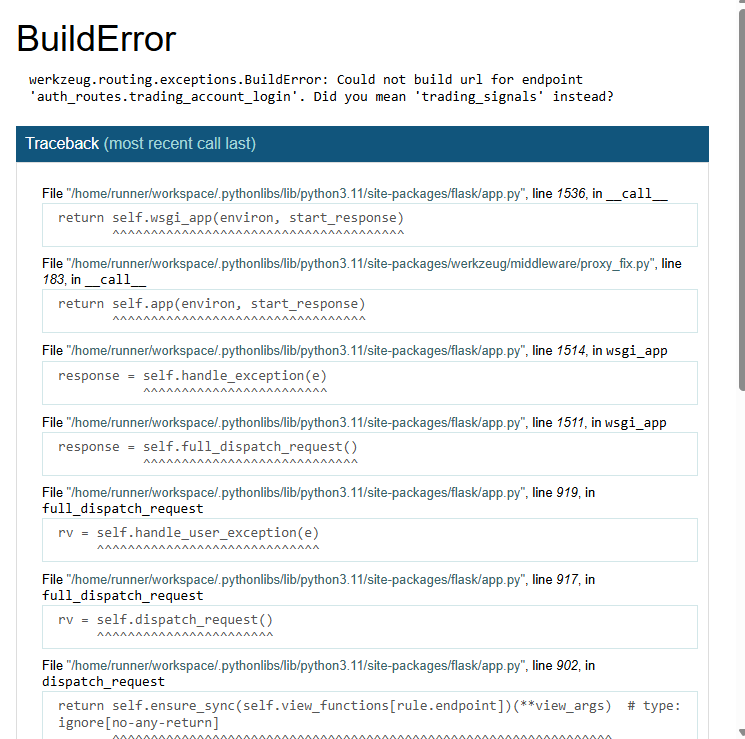 BuildError
werkzeug.routing.exceptions.BuildError: Could not build url for endpoint
'auth_routes.trading_account_login'. Did you mean 'trading_signals' instead?
Traceback (most recent call last)
File "/home/runner/workspace/.pythonlibs/lib/python3.11/site-packages/flask/app.py", line 1536, in __call__
return self.wsgi_app(environ, start_response)
^^^^^^^^^^^^^^^^^^^^^^^^^^^^^^^^^^^^^^
File "/home/runner/workspace/.pythonlibs/lib/python3.11/site-packages/werkzeug/middleware/proxy_fix.py", line
183, in __call__
return self.app(environ, start_response)
^^^^^^^^^^^^^^^^^^^^^^^^^^^^^^^^^
File "/home/runner/workspace/.pythonlibs/lib/python3.11/site-packages/flask/app.py", line 1514, in wsgi_app
response = self.handle_exception(e)
^^^^^^^^^^^^^^^^^^^^^^^^
File "/home/runner/workspace/.pythonlibs/lib/python3.11/site-packages/flask/app.py", line 1511, in wsgi_app
response = self.full_dispatch_request()
^^^^^^^^^^^^^^^^^^^^^^^^^^^^
File "/home/runner/workspace/.pythonlibs/lib/python3.11/site-packages/flask/app.py", line 919, in
full_dispatch_request
rv = self.handle_user_exception(e)
^^^^^^^^^^^^^^^^^^^^^^^^^^^^^
File "/home/runner/workspace/.pythonlibs/lib/python3.11/site-packages/flask/app.py", line 917, in
full_dispatch_request
rv = self.dispatch_request()
^^^^^^^^^^^^^^^^^^^^^^^
File "/home/runner/workspace/.pythonlibs/lib/python3.11/site-packages/flask/app.py", line 902, in
dispatch_request
return self.ensure_sync(self.view_functions[rule.endpoint])(**view_args)  # type:
ignore[no-any-return]
^^^^^^^^^^^^^^^^^^^^^^^^^^^^^^^^^^^^^^^^^^^^^^^^^^^^^^^^^^^^^^^^^